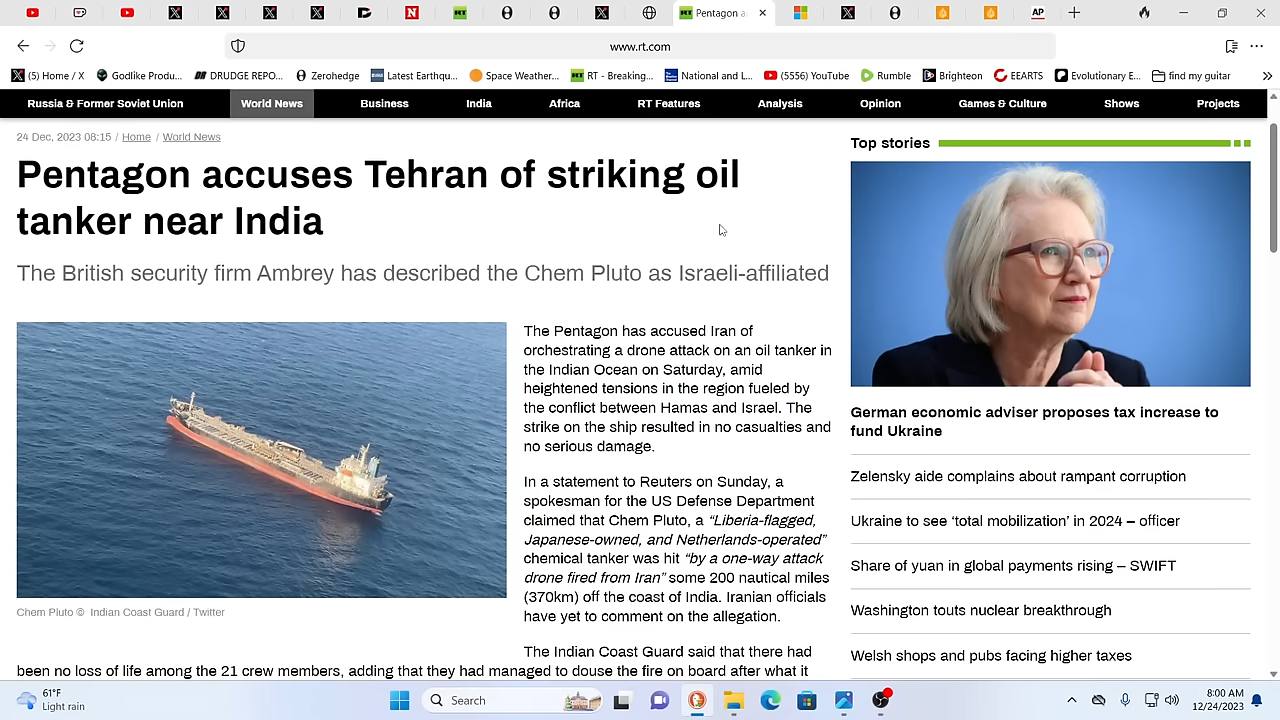 Pentagon a
AP
www.rt.com
(5) Home / X
Godlike Produ...
DRUDGE REPO...
Zerohedge
Latest Earthqu...
Space Weather...
RT - Breaking...
National and L...
(5556) YouTube
Rumble
Brighteon
EEARTS
Evolutionary E...
find my guitar
Russia & Former Soviet Union
World News
Business
India
Africa
RT Features
Analysis
Opinion
Games & Culture
Shows
Projects
24 Dec, 2023 08:15 / Home / World News
Pentagon accuses Tehran of striking oil
tanker near India
The British security firm Ambrey has described the Chem Pluto as Israeli-affiliated
Chem Pluto © Indian Coast Guard / Twitter
The Pentagon has accused Iran of
orchestrating a drone attack on an oil tanker in
the Indian Ocean on Saturday, amid
heightened tensions in the region fueled by
the conflict between Hamas and Israel. The
strike on the ship resulted in no casualties and
no serious damage.
In a statement to Reuters on Sunday, a
spokesman for the US Defense Department
claimed that Chem Pluto, a “Liberia-flagged,
Japanese-owned, and Netherlands-operated”
chemical tanker was hit “by a one-way attack
drone fired from Iran” some 200 nautical miles
(370km) off the coast of India. Iranian officials
have yet to comment on the allegation.
The Indian Coast Guard said that there had
been no loss of life among the 21 crew members, adding that they had managed to douse the fire on board after what it
Top stories
German economic adviser proposes tax increase to
fund Ukraine
Zelensky aide complains about rampant corruption
Ukraine to see ‘total mobilization’ in 2024 – officer
Share of yuan in global payments rising – SWIFT
Washington touts nuclear breakthrough
Welsh shops and pubs facing higher taxes
61°F
Light rain
Search
8:00 AM
12/24/2023